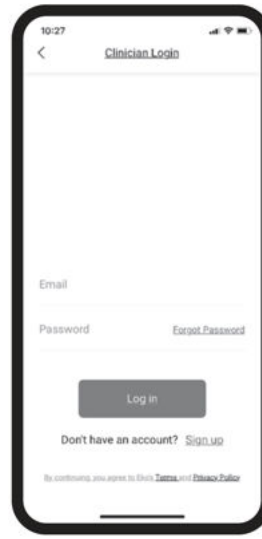 10:27
Clinician Login
Email
Password Forgot Password
Log in
Don't have an account? Sign up
By continuing, you agree to Eko's Terms and Privacy Policy